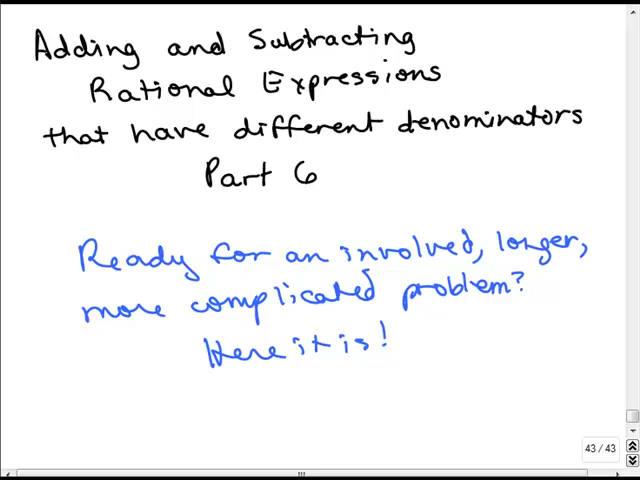 Adding and Subtracting
Rational Expressions
that have different denominators
Part 6
Ready for an involved, longer,
more complicated problem?
Here it is!
43 / 43